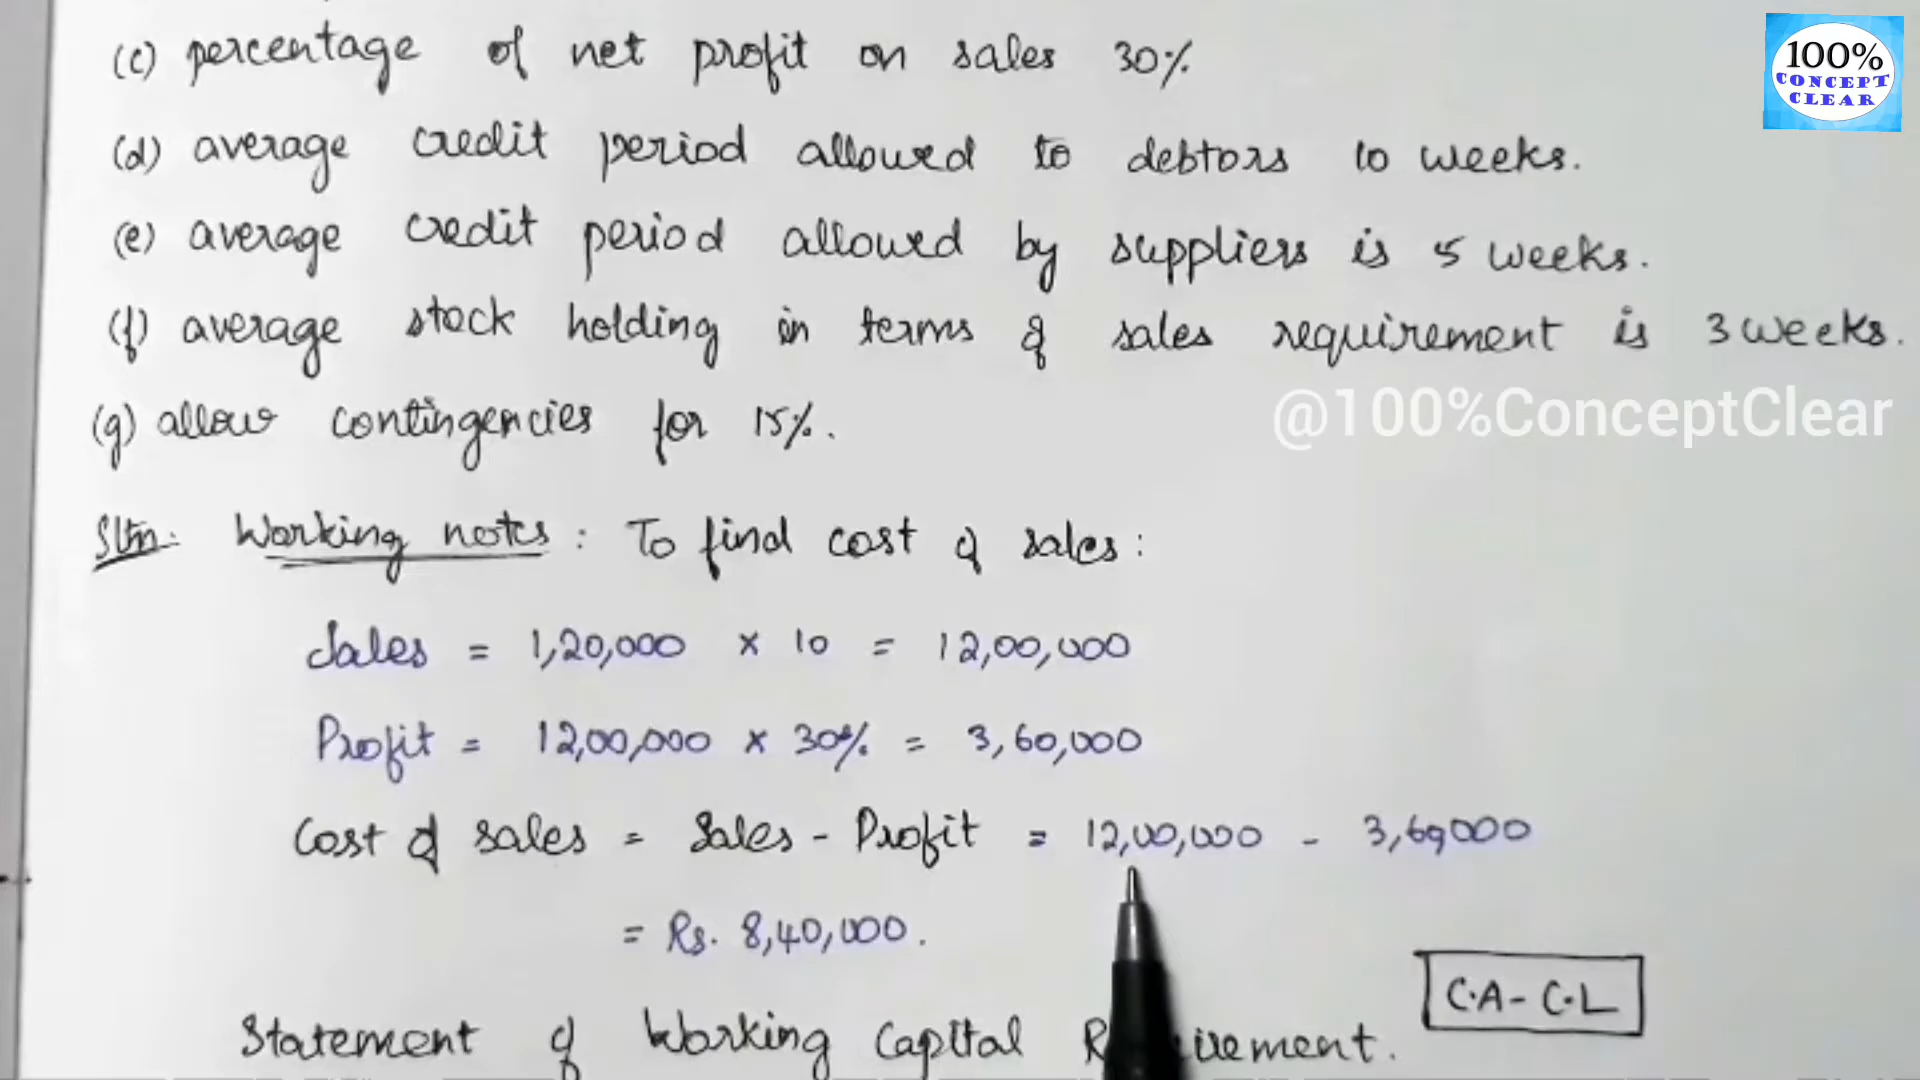 (c) percentage of net profit on sales 30%
100% CONCEPT CLEAR
(d) average credit period allowed to debtors 10 weeks.
(e) average credit period allowed by suppliers is 5 weeks.
(f) average stock holding in terms of sales requirement is 3 weeks.
@100%ConceptClear
(g) allow contingencies for 15%.
Sltn: Working notes : To find cost of sales :
Sales = 1,20,000 × 10 = 12,00,000
Profit = 12,00,000 × 30% = 3,60,000
Cost of sales = Sales - Profit = 12,00,000 - 3,60,000
= Rs. 8,40,000.
C.A - C.L
Statement of Working Capital